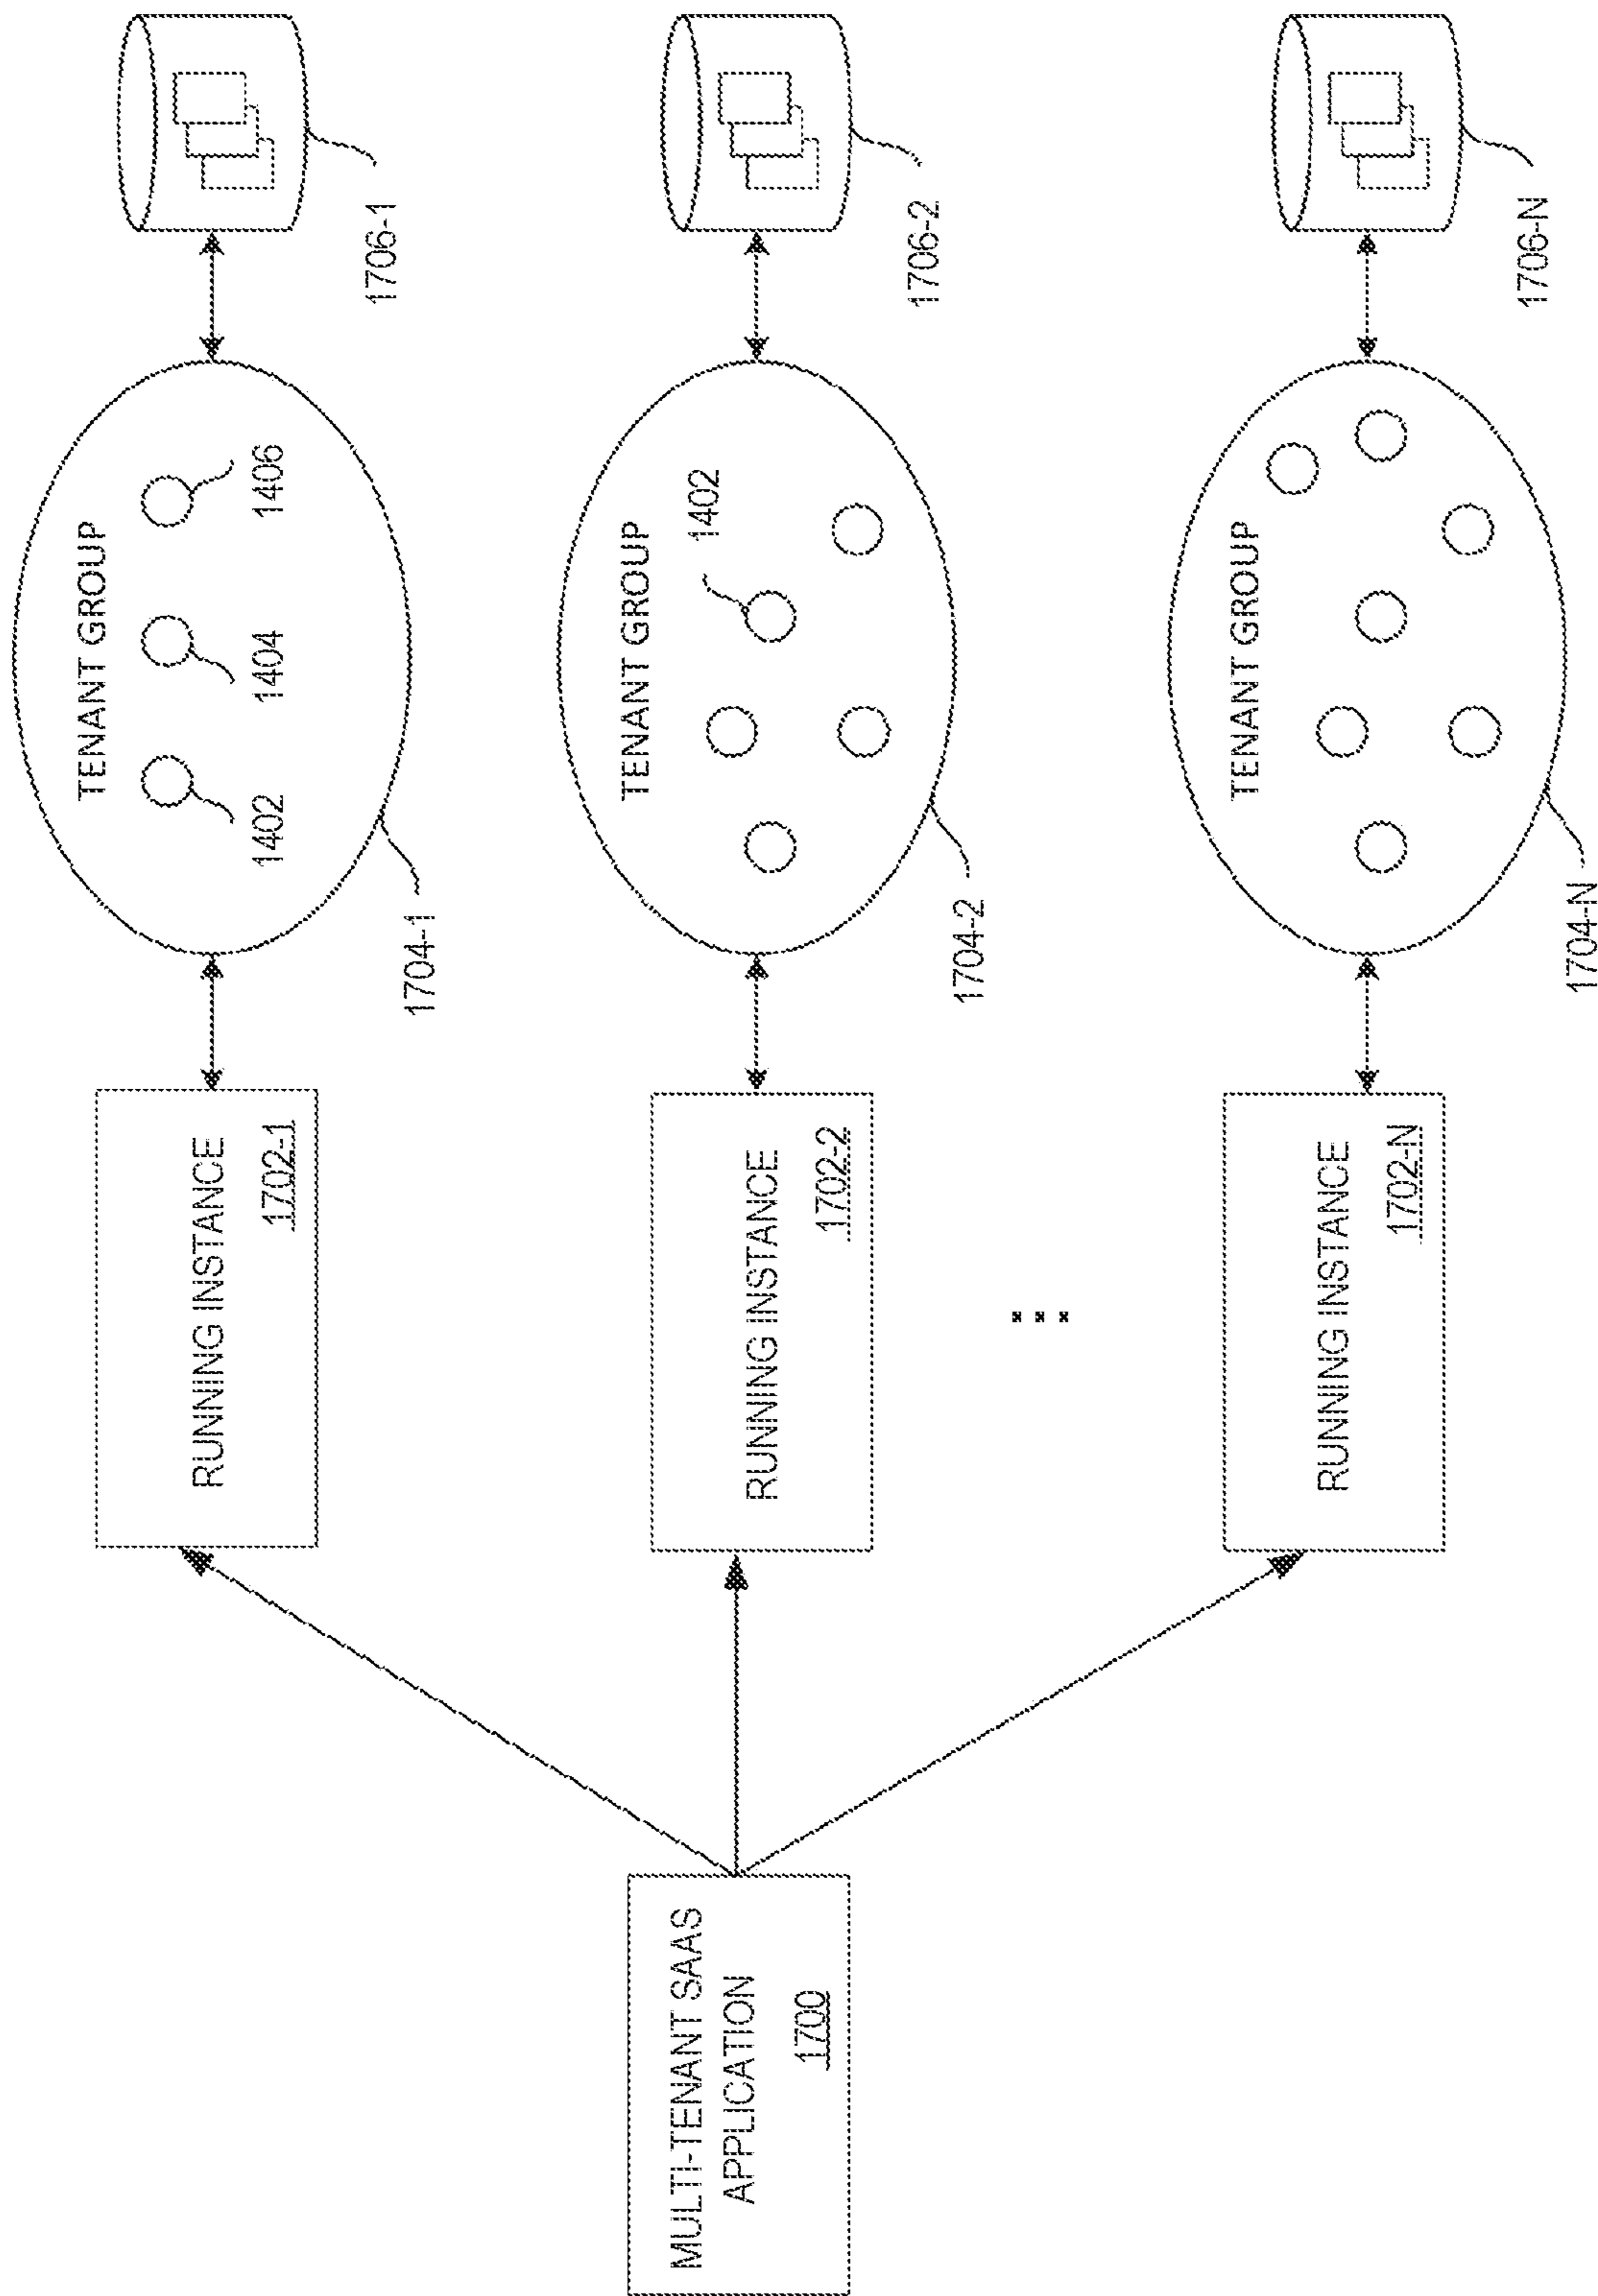 MULTI-TENANT SAAS
APPLICATION
1700
RUNNING INSTANCE
1702-1
TENANT GROUP
1402
1404
1406
1704-1
1706-1
RUNNING INSTANCE
1702-2
TENANT GROUP
1402
1704-2
1706-2
...
RUNNING INSTANCE
1702-N
TENANT GROUP
1704-N
1706-N